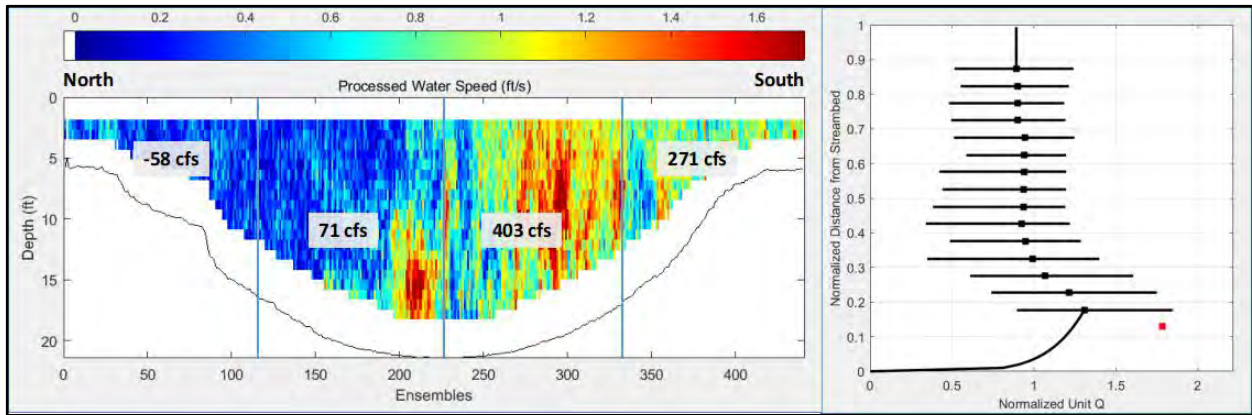 0 0.2 0.4 0.6 0.8 1 1.2 1.4 1.6
North South
Processed Water Speed (ft/s)
0
5
10
15
20
Depth (ft)
-58 cfs
71 cfs
403 cfs
271 cfs
0 50 100 150 200 250 300 350 400
Ensembles
1
0.9
0.8
0.7
0.6
0.5
0.4
0.3
0.2
0.1
0
Normalized Distance from Streambed
0 0.5 1 1.5 2
Normalized Unit Q